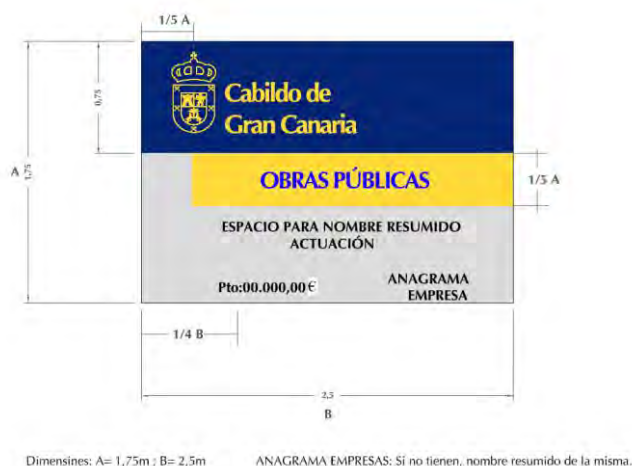 1/5 A
0,75
A
1,75
Cabildo de
Gran Canaria
OBRAS PÚBLICAS
1/5 A
ESPACIO PARA NOMBRE RESUMIDO
ACTUACIÓN
Pto:00.000,00 €
ANAGRAMA
EMPRESA
1/4 B
2,5
B
Dimensines: A= 1,75m ; B= 2,5m
ANAGRAMA EMPRESAS: Si no tienen, nombre resumido de la misma.